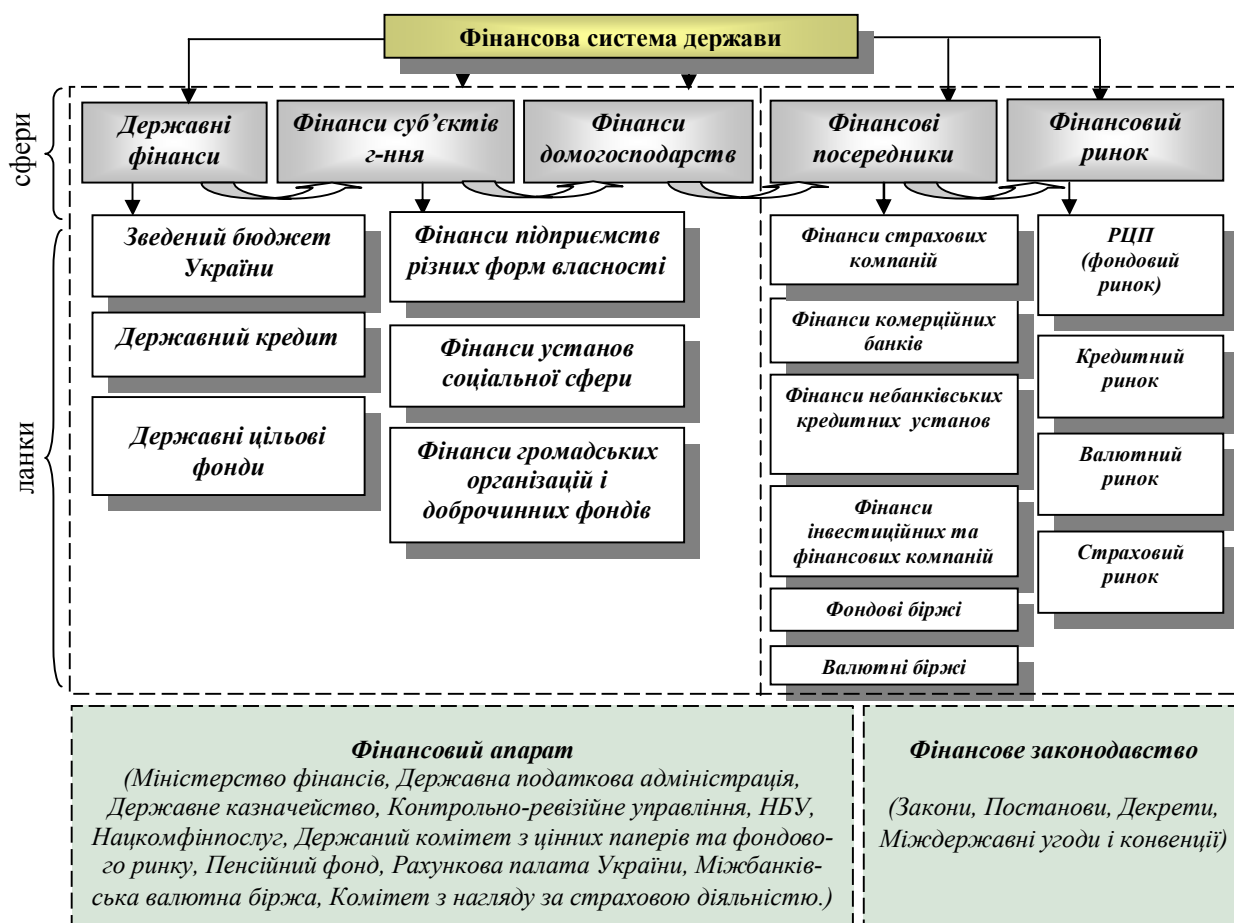 Фінансова система держави
сфери
Державні
фінанси
Фінанси суб’єктів
г-ння
Фінанси
домогосподарств
Фінансові
посередники
Фінансовий
ринок
ланки
Зведений бюджет
України
Державний кредит
Державні цільові
фонди
Фінанси підприємств
різних форм власності
Фінанси установ
соціальної сфери
Фінанси громадських
організацій і
доброчинних фондів
Фінанси страхових
компаній
Фінанси комерційних
банків
Фінанси небанківських
кредитних установ
Фінанси
інвестиційних та
фінансових компаній
Фондові біржі
Валютні біржі
РЦП
(фондовий
ринок)
Кредитний
ринок
Валютний
ринок
Страховий
ринок
Фінансовий апарат
(Міністерство фінансів, Державна податкова адміністрація,
Державне казначейство, Контрольно-ревізійне управління, НБУ,
Нацкомфінпослуг, Держаний комітет з цінних паперів та фондово-
го ринку, Пенсійний фонд, Рахункова палата України, Міжбанків-
ська валютна біржа, Комітет з нагляду за страховою діяльністю.)
Фінансове законодавство
(Закони, Постанови, Декрети,
Міждержавні угоди і конвенції)